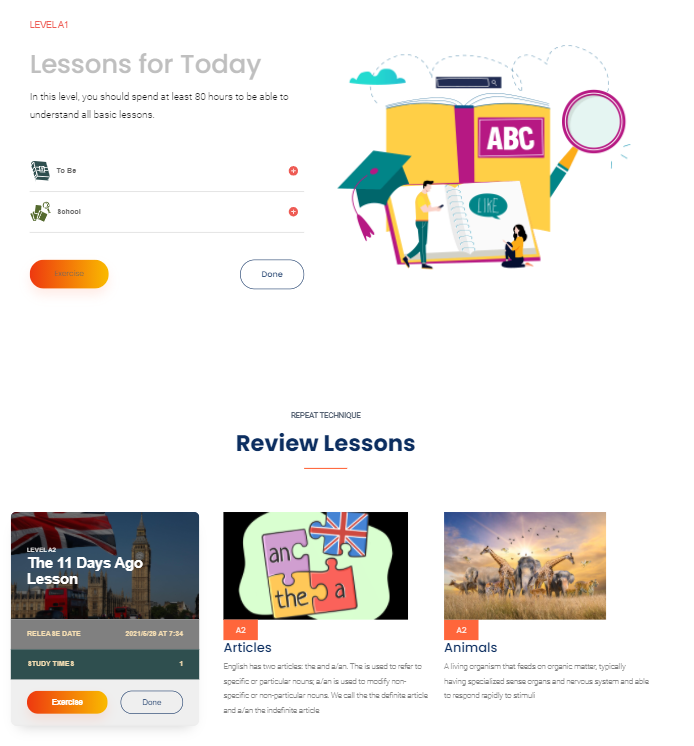 LEVEL A1
Lessons for Today
In this level, you should spend at least 80 hours to be able to
understand all basic lessons.
To Be
School
Exercise
Done
ABC
LIKE
REPEAT TECHNIQUE
Review Lessons
LEVEL A2
The 11 Days Ago
Lesson
RELEASE DATE 2021/5/29 AT 7:34
STUDY TIMES 1
Exercise
Done
an
the
a
A2
Articles
English has two articles: the and a/an. The is used to refer to
specific or particular nouns; a/an is used to modify non-
specific or non-particular nouns. We call the the definite article
and a/an the indefinite article
A2
Animals
A living organism that feeds on organic matter, typically
having specialized sense organs and nervous system and able
to respond rapidly to stimuli